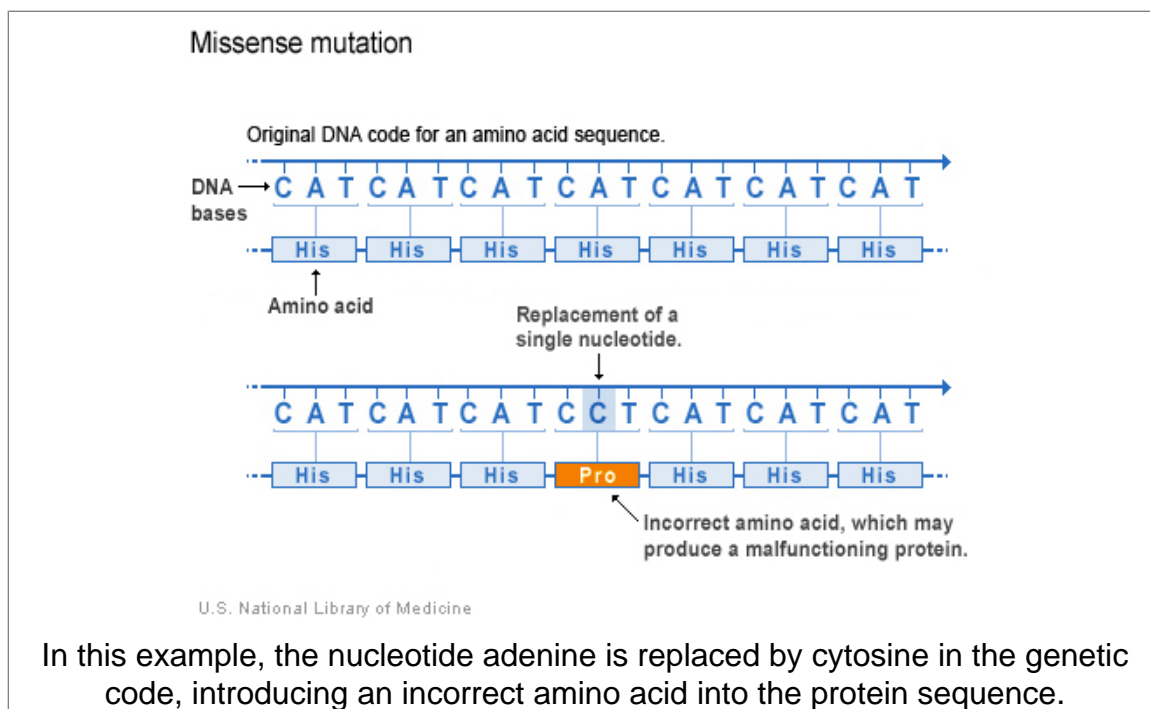 Missense mutation
Original DNA code for an amino acid sequence.
DNA bases
C A T C A T C A T C A T C A T C A T C A T
His His His His His His His
Amino acid
Replacement of a
single nucleotide.
C A T C A T C A T C C T C A T C A T C A T
His His His Pro His His His
Incorrect amino acid, which may
produce a malfunctioning protein.
U.S. National Library of Medicine
In this example, the nucleotide adenine is replaced by cytosine in the genetic
code, introducing an incorrect amino acid into the protein sequence.